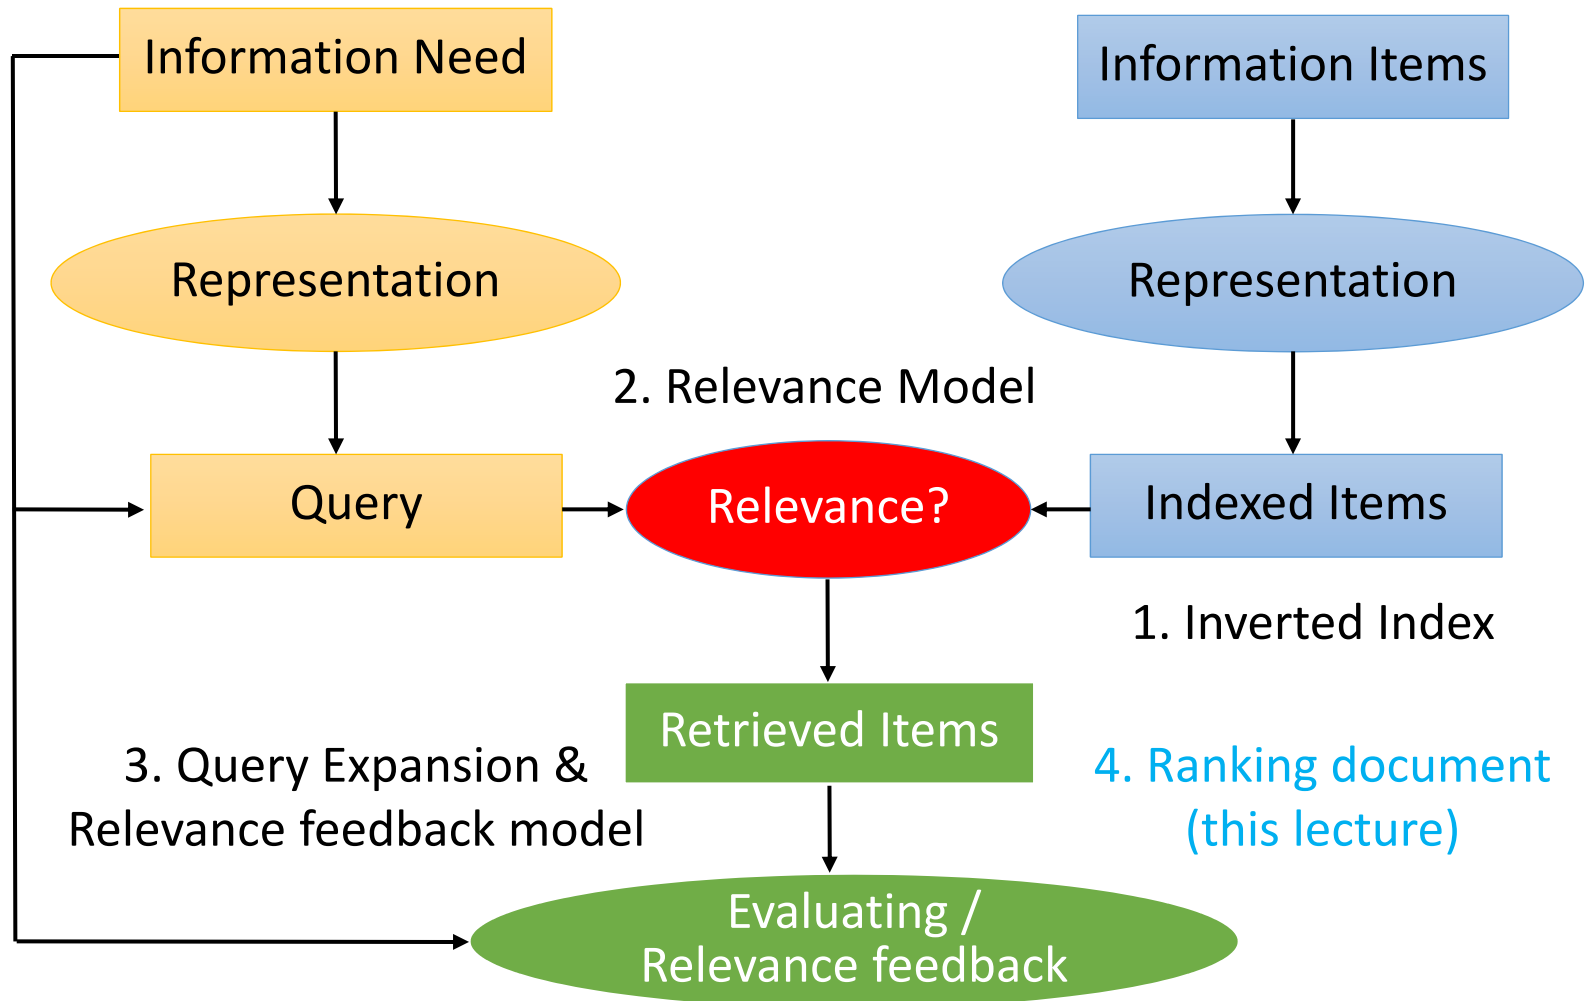 Information Need
Information Items
Representation
Representation
2. Relevance Model
Query
Relevance?
Indexed Items
1. Inverted Index
Retrieved Items
3. Query Expansion &
Relevance feedback model
4. Ranking document
(this lecture)
Evaluating /
Relevance feedback